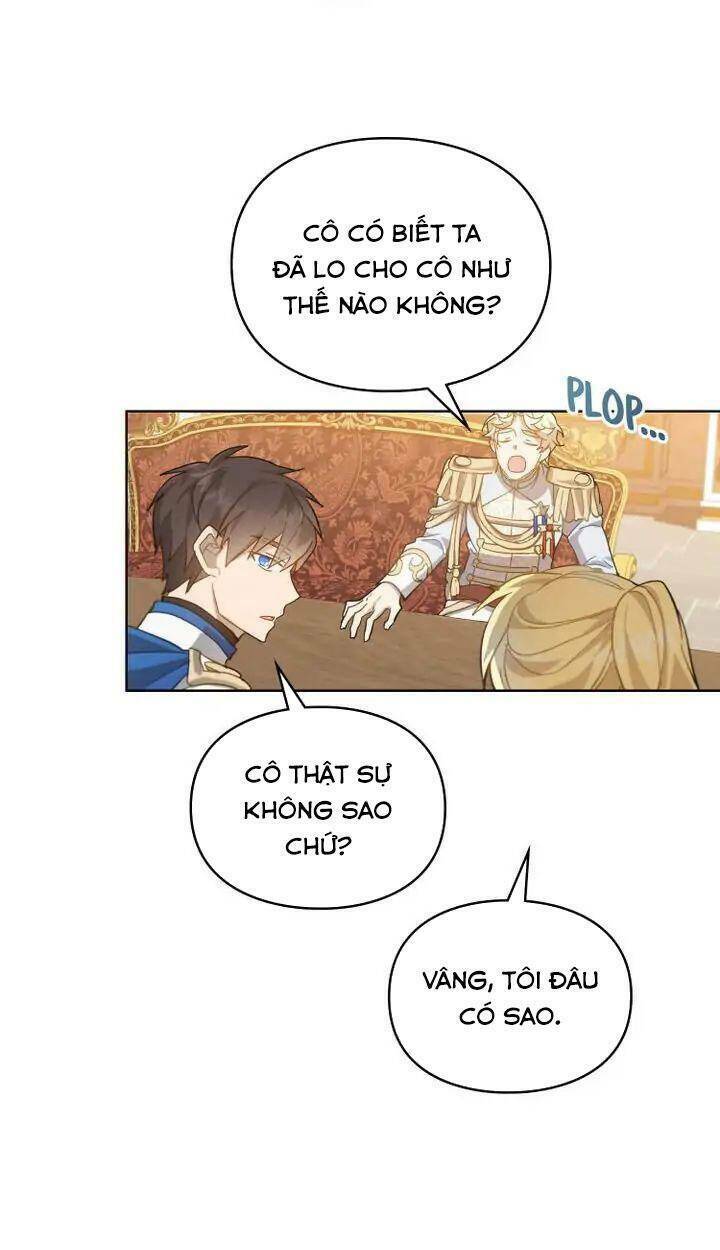 CÔ CÓ BIẾT TA
ĐÃ LO CHO CÔ NHƯ
THẾ NÀO KHÔNG?
PLOP...
CÔ THẬT SỰ
KHÔNG SAO
CHỨ?
VÂNG, TÔI ĐÂU
CÓ SAO.